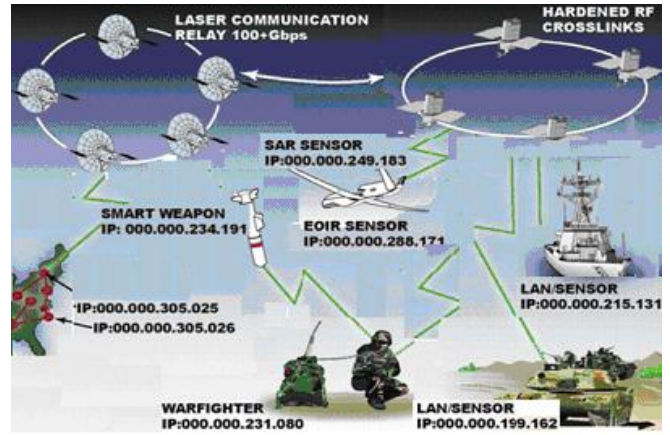 LASER COMMUNICATION
RELAY 100+Gbps
HARDENED RF
CROSSLINKS
SAR SENSOR
IP:000.000.249.183
SMART WEAPON
IP: 000.000.234.191
EOIR SENSOR
IP:000.000.288.171
LAN/SENSOR
IP:000.000.215.131
IP:000.000.305.025
IP:000.000.305.026
WARFIGHTER
IP:000.000.231.080
LAN/SENSOR
IP:000.000.199.162